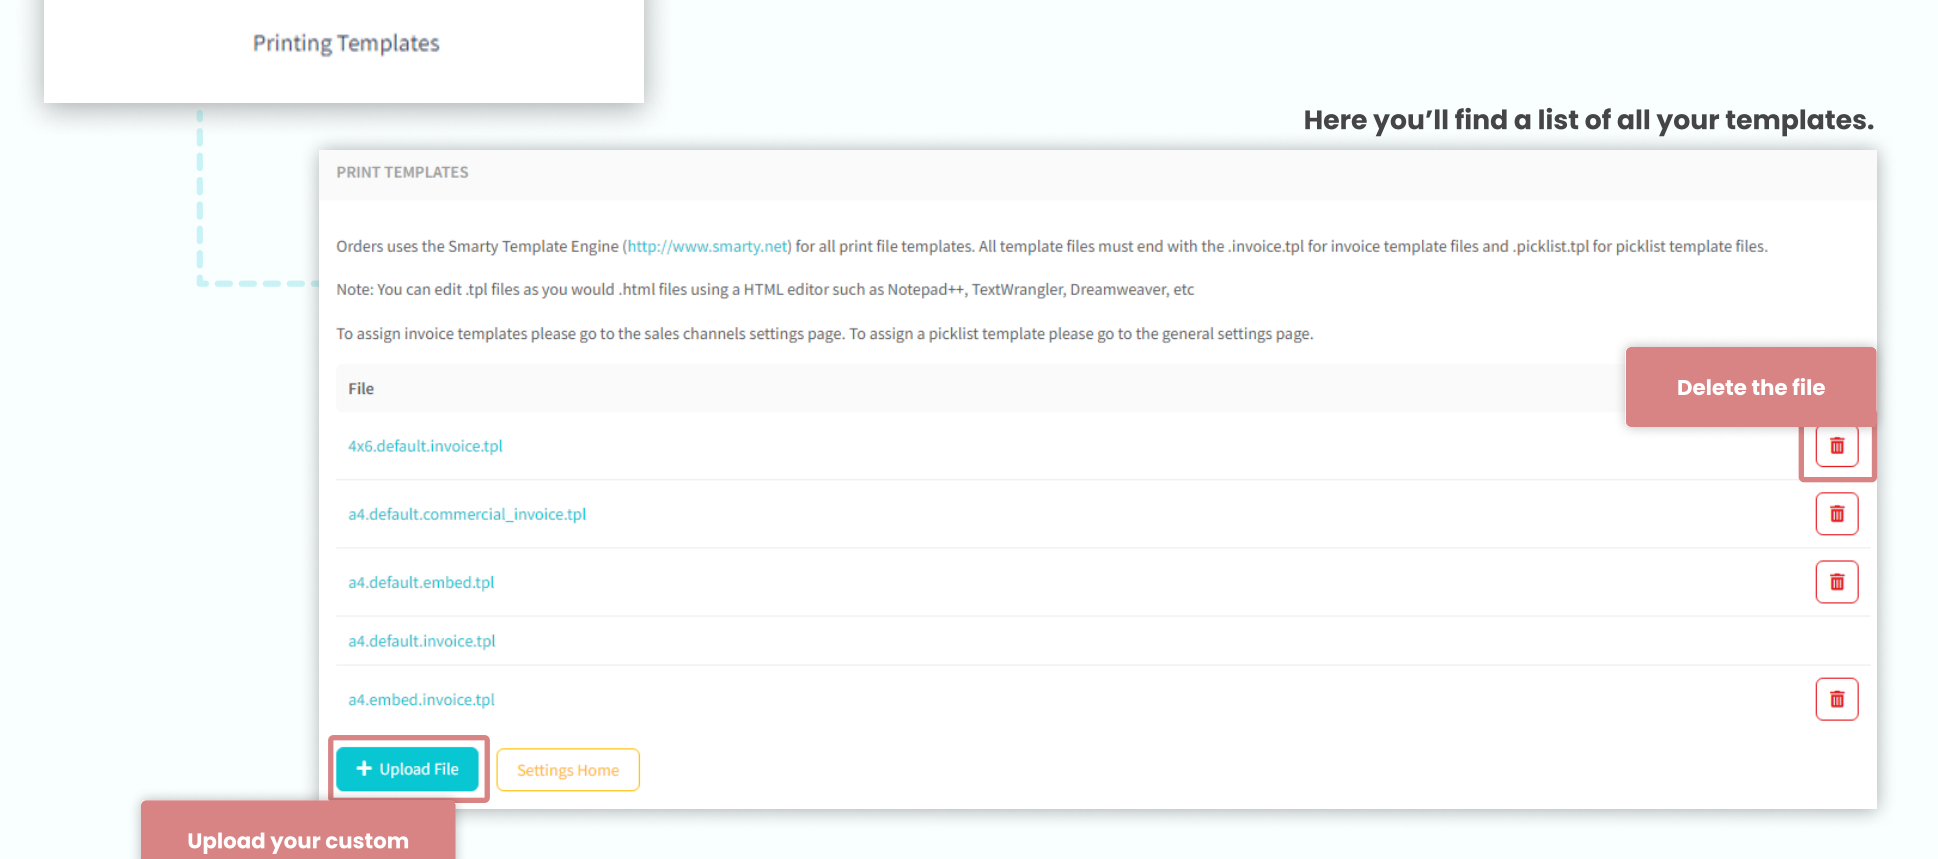 Printing Templates
Here you’ll find a list of all your templates.
PRINT TEMPLATES
Orders uses the Smarty Template Engine (http://www.smarty.net) for all print file templates. All template files must end with the .invoice.tpl for invoice template files and .picklist.tpl for picklist template files.
Note: You can edit .tpl files as you would .html files using a HTML editor such as Notepad++, TextWrangler, Dreamweaver, etc
To assign invoice templates please go to the sales channels settings page. To assign a picklist template please go to the general settings page.
File
Delete the file
4x6.default.invoice.tpl
a4.default.commercial_invoice.tpl
a4.default.embed.tpl
a4.default.invoice.tpl
a4.embed.invoice.tpl
+ Upload File
Settings Home
Upload your custom